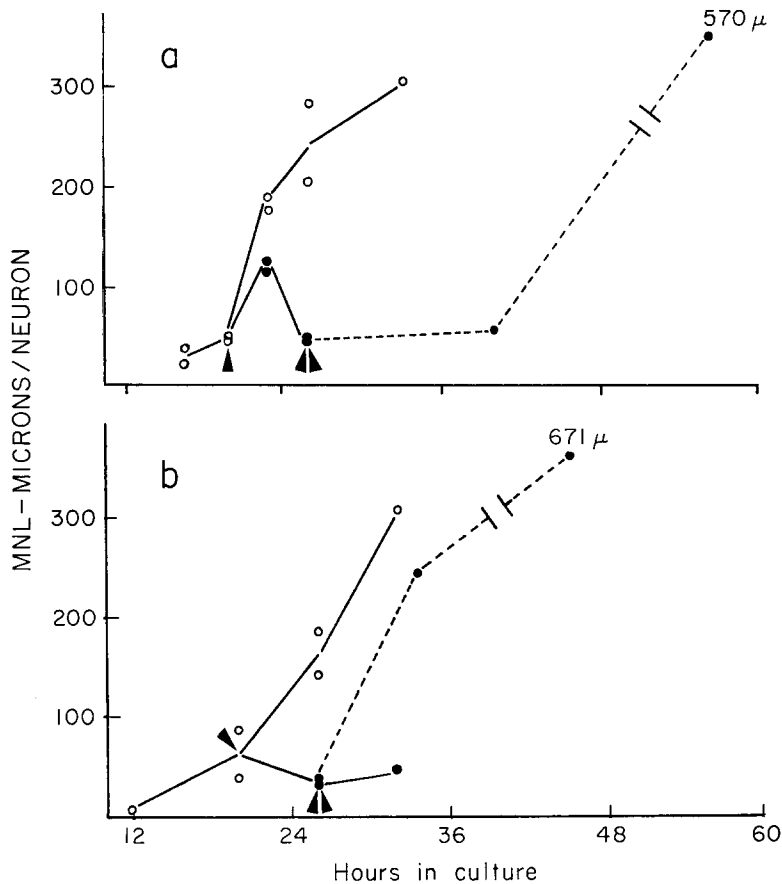 570 μ
a
300
200
100
MNL-MICRONS/NEURON
671 μ
b
300
200
100
12 24 36 48 60
Hours in culture